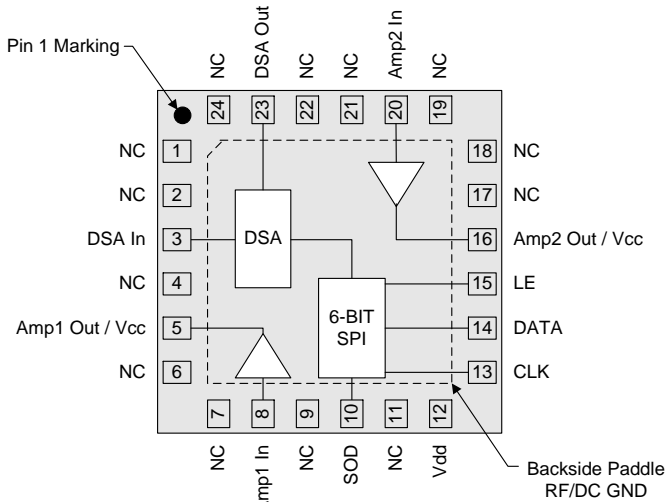 Pin 1 Marking
NC
DSA Out
NC
NC
Amp2 In
NC
24
23
22
21
20
19
NC
1
18
NC
NC
2
17
NC
DSA In
3
DSA
16
Amp2 Out / Vcc
NC
4
15
LE
Amp1 Out / Vcc
5
6-BIT
SPI
14
DATA
NC
6
13
CLK
7
8
9
10
11
12
NC
In
NC
SOD
NC
Vdd
Backside Paddle
RF/DC GND